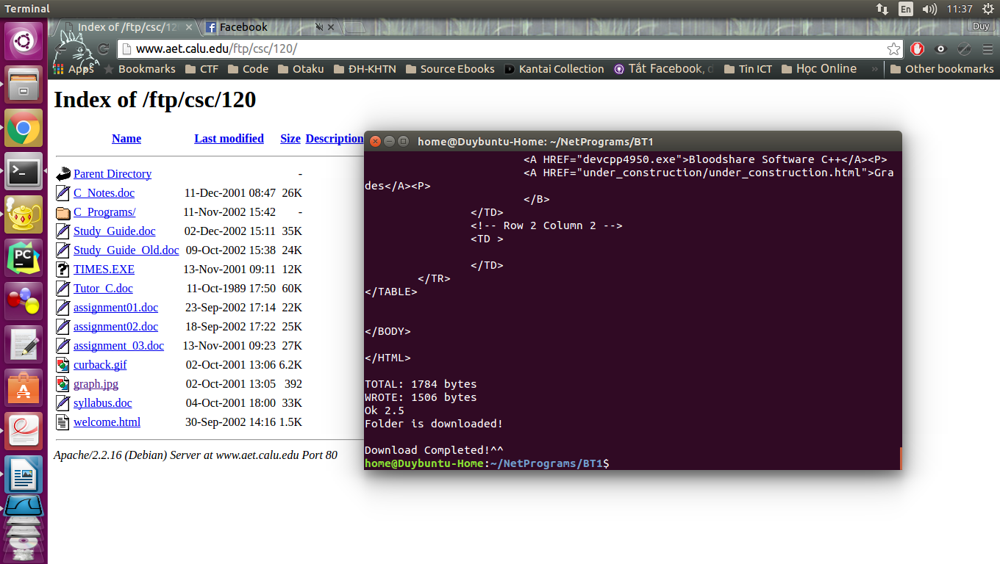 Terminal
En
11:37
Index of /ftp/csc/12
Facebook
Duy
www.aet.calu.edu/ftp/csc/120/
Apps
Bookmarks
CTF
Code
Otaku
ĐH-KHTN
Source Ebooks
Kantai Collection
Tắt Facebook,
Tin ICT
Học Online
»
Other bookmarks
Index of /ftp/csc/120
Name Last modified Size Description
Parent Directory -
C_Notes.doc 11-Dec-2001 08:47 26K
C_Programs/ 11-Nov-2002 15:42 -
Study_Guide.doc 02-Dec-2002 15:11 35K
Study_Guide_Old.doc 09-Oct-2002 15:38 24K
TIMES.EXE 13-Nov-2001 09:11 12K
Tutor_C.doc 11-Oct-1989 17:50 60K
assignment01.doc 23-Sep-2002 17:14 22K
assignment02.doc 18-Sep-2002 17:22 25K
assignment_03.doc 13-Nov-2001 09:23 27K
curback.gif 02-Oct-2001 13:06 6.2K
graph.jpg 02-Oct-2001 13:05 392
syllabus.doc 04-Oct-2001 18:00 33K
welcome.html 30-Sep-2002 14:16 1.5K
Apache/2.2.16 (Debian) Server at www.aet.calu.edu Port 80
home@Duybuntu-Home: ~/NetPrograms/BT1
<A HREF="devcpp4950.exe">Bloodshare Software C++</A><P>
<A HREF="under_construction/under_construction.html">Gra
des</A><P>
</B>
</TD>
<!-- Row 2 Column 2 -->
<TD >
</TD>
</TR>
</TABLE>
</BODY>
</HTML>
TOTAL: 1784 bytes
WROTE: 1506 bytes
Ok 2.5
Folder is downloaded!
Download Completed!^^
home@Duybuntu-Home:~/NetPrograms/BT1$
PC